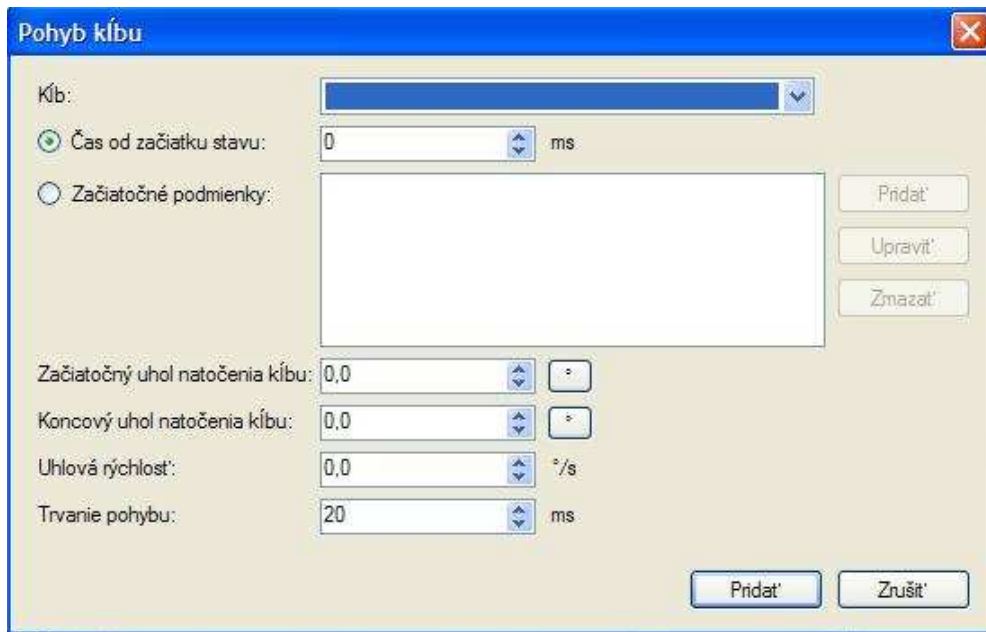 Pohyb kĺbu
Kĺb:
Čas od začiatku stavu: 0 ms
Začiatočné podmienky:
Pridať
Upraviť
Zmazať
Začiatočný uhol natočenia kĺbu: 0,0 °
Koncový uhol natočenia kĺbu: 0,0 °
Uhlová rýchlosť: 0,0 °/s
Trvanie pohybu: 20 ms
Pridať Zrušiť